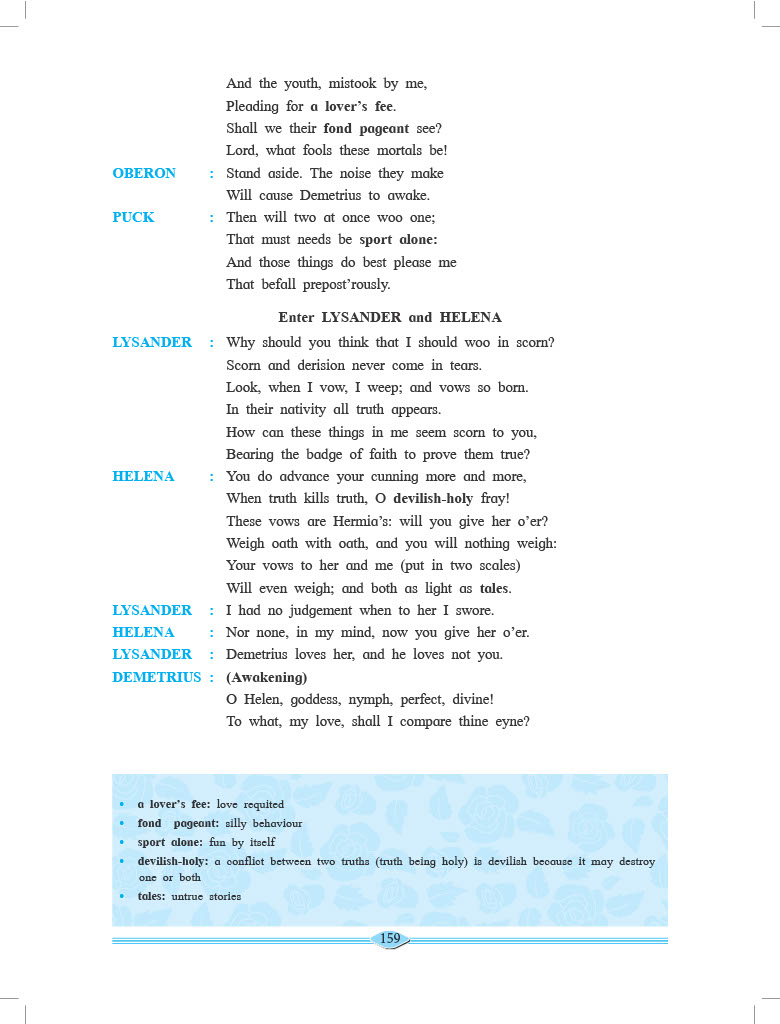 And the youth, mistook by me,
Pleading for a lover's fee.
Shall we their fond pageant see?
Lord, what fools these mortals be!
OBERON : Stand aside. The noise they make
Will cause Demetrius to awake.
PUCK : Then will two at once woo one;
That must needs be sport alone:
And those things do best please me
That befall prepost'rously.
Enter LYSANDER and HELENA
LYSANDER : Why should you think that I should woo in scorn?
Scorn and derision never come in tears.
Look, when I vow, I weep; and vows so born.
In their nativity all truth appears.
How can these things in me seem scorn to you,
Bearing the badge of faith to prove them true?
HELENA : You do advance your cunning more and more,
When truth kills truth, O devilish-holy fray!
These vows are Hermia's: will you give her o'er?
Weigh oath with oath, and you will nothing weigh:
Your vows to her and me (put in two scales)
Will even weigh; and both as light as tales.
LYSANDER : I had no judgement when to her I swore.
HELENA : Nor none, in my mind, now you give her o'er.
LYSANDER : Demetrius loves her, and he loves not you.
DEMETRIUS : (Awakening)
O Helen, goddess, nymph, perfect, divine!
To what, my love, shall I compare thine eyne?
• a lover's fee: love requited
• fond pageant: silly behaviour
• sport alone: fun by itself
• devilish-holy: a conflict between two truths (truth being holy) is devilish because it may destroy
one or both
• tales: untrue stories
159